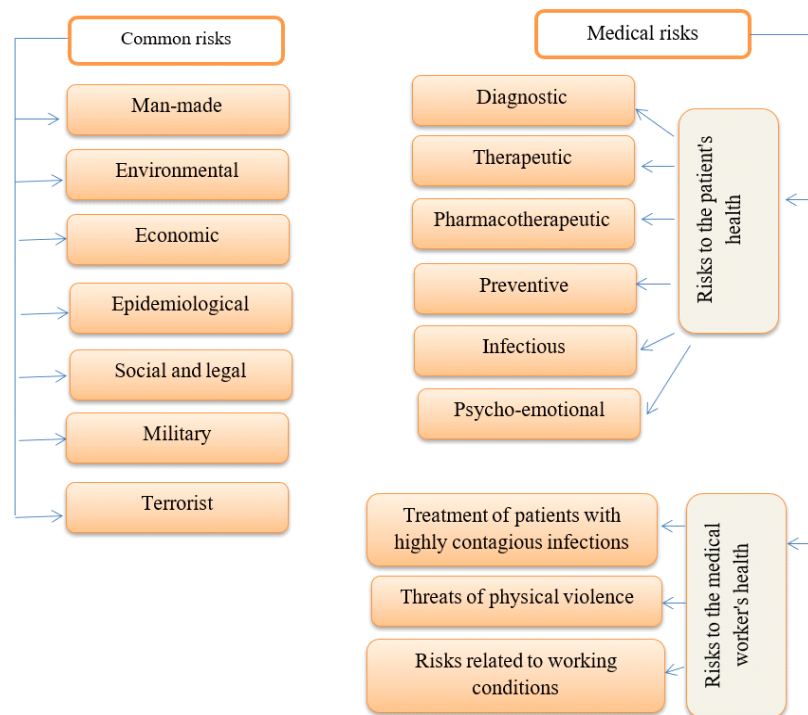 Common risks
Man-made
Environmental
Economic
Epidemiological
Social and legal
Military
Terrorist
Medical risks
Risks to the patient's
health
Diagnostic
Therapeutic
Pharmacotherapeutic
Preventive
Infectious
Psycho-emotional
Risks to the medical
worker's health
Treatment of patients with
highly contagious infections
Threats of physical violence
Risks related to working
conditions